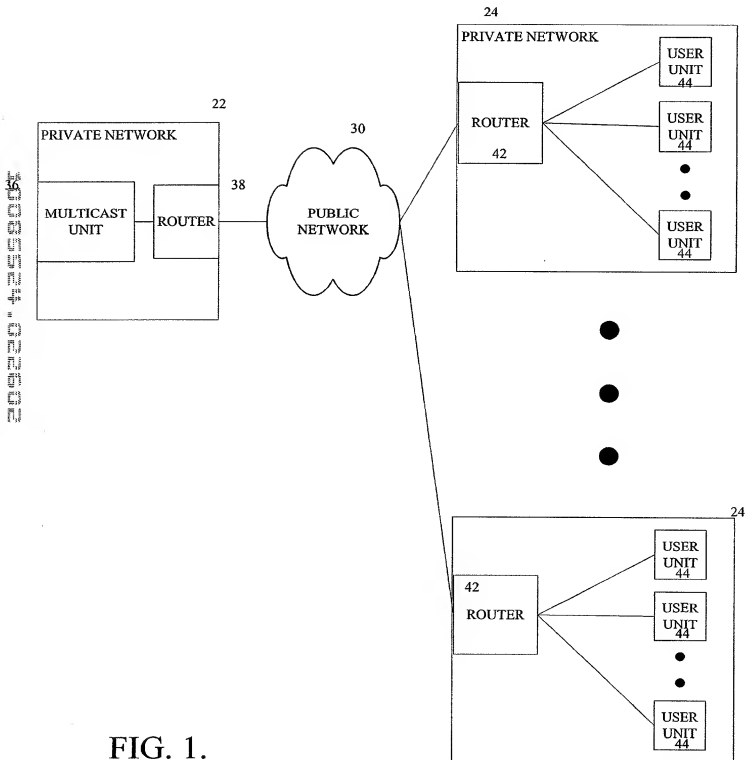 24
PRIVATE NETWORK
USER
UNIT
44
ROUTER
42
USER
UNIT
44
USER
UNIT
44
22
PRIVATE NETWORK
36
MULTICAST
UNIT
ROUTER
38
30
PUBLIC
NETWORK
24
USER
UNIT
44
42
ROUTER
USER
UNIT
44
USER
UNIT
44
FIG. 1.